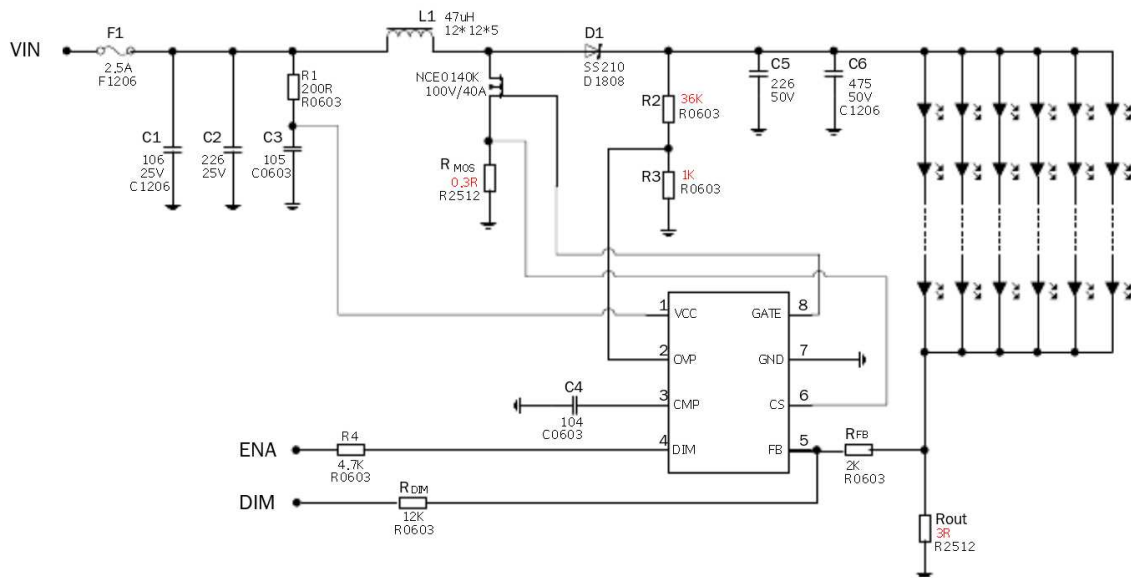 VIN
F1
2.5A
F1206
L1
47uH
12*12*5
D1
SS210
D1808
R1
200R
R0603
NCE0140K
100V/40A
C1
106
25V
C1206
C2
226
25V
C3
105
C0603
R MOS
0.3R
R2512
R2
36K
R0603
R3
1K
R0603
C5
226
50V
C6
475
50V
C1206
1
VCC
GATE
8
2
OVP
GND
7
3
CMP
CS
6
4
DIM
FB
5
C4
104
C0603
ENA
R4
4.7K
R0603
DIM
RDIM
12K
R0603
RFB
2K
R0603
Rout
3R
R2512